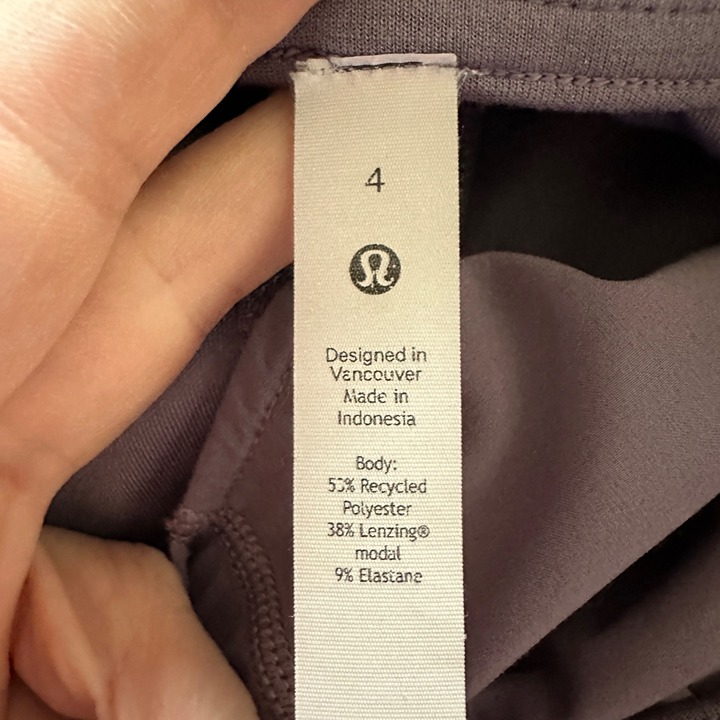 4
Designed in
Vancouver
Made in
Indonesia
Body:
53% Recycled
Polyester
38% Lenzing®
modal
9% Elastane